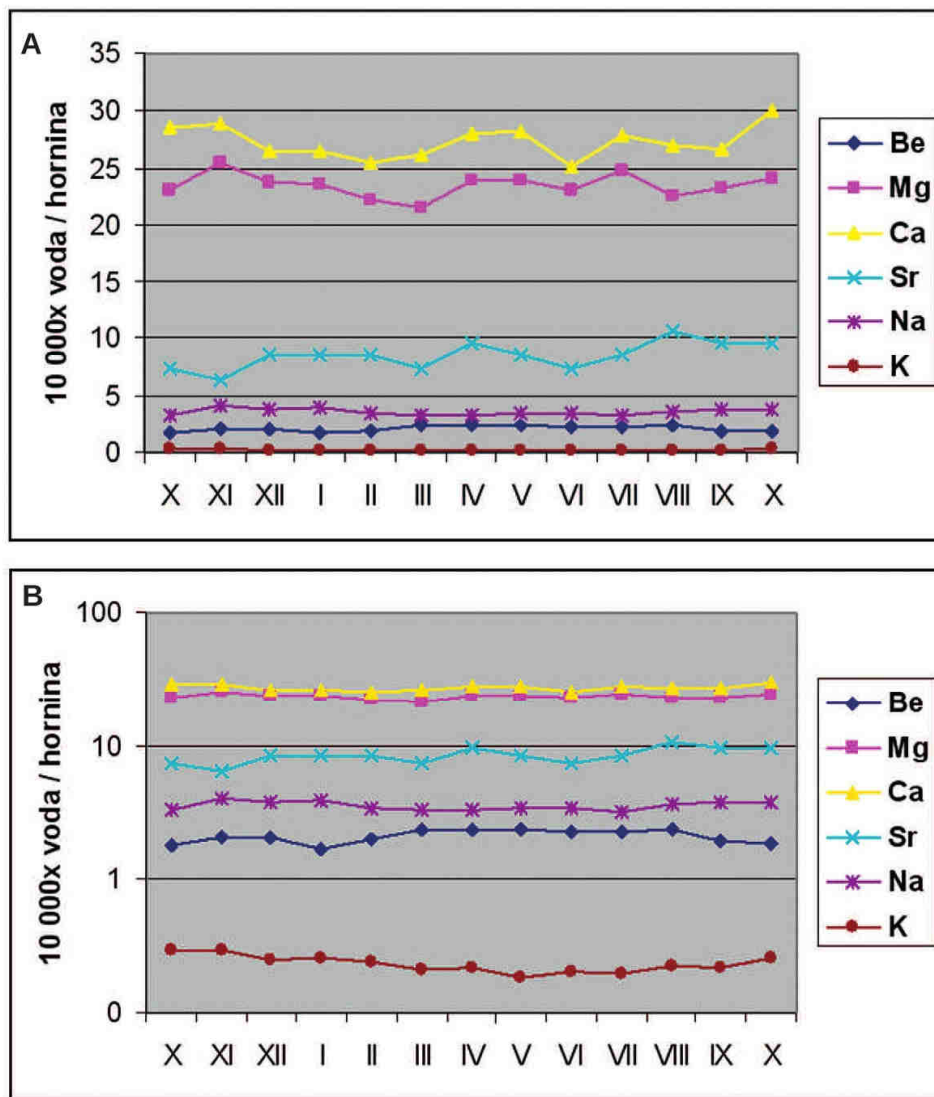 A
10 000x voda / hornina
35
30
25
20
15
10
5
0
X XI XII I II III IV V VI VII VIII IX X
Be
Mg
Ca
Sr
Na
K
B
10 000x voda / hornina
100
10
1
0
X XI XII I II III IV V VI VII VIII IX X
Be
Mg
Ca
Sr
Na
K